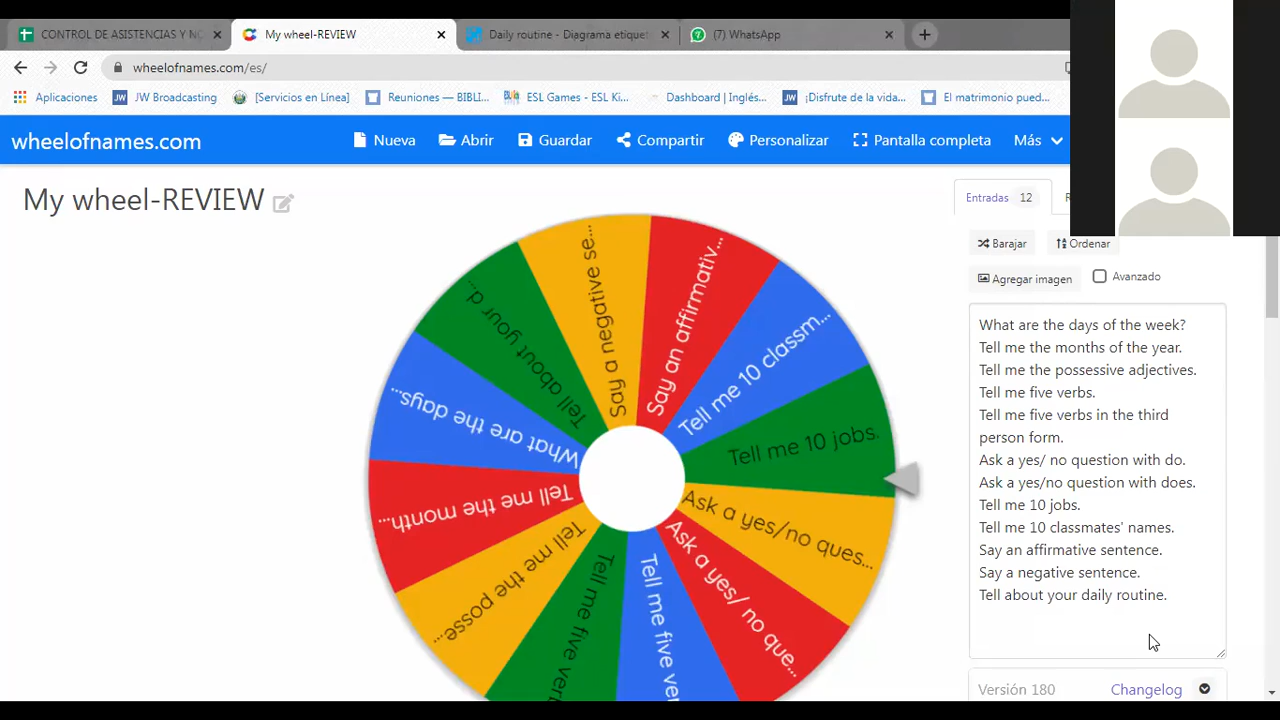 CONTROL DE ASISTENCIAS Y N
My wheel-REVIEW
Daily routine - Diagrama etique
(7) WhatsApp
wheelofnames.com/es/
Aplicaciones
JW Broadcasting
[Servicios en Línea]
Reuniones — BIBLI...
ESL Games - ESL Ki...
Dashboard | Inglés...
¡Disfrute de la vida...
El matrimonio pued...
wheelofnames.com
Nueva
Abrir
Guardar
Compartir
Personalizar
Pantalla completa
Más
My wheel-REVIEW
Entradas 12
Barajar
Ordenar
Agregar imagen
Avanzado
What are the days of the week?
Tell me the months of the year.
Tell me the possessive adjectives.
Tell me five verbs.
Tell me five verbs in the third
person form.
Ask a yes/ no question with do.
Ask a yes/no question with does.
Tell me 10 jobs.
Tell me 10 classmates' names.
Say an affirmative sentence.
Say a negative sentence.
Tell about your daily routine.
Versión 180
Changelog
Say a negative se...
Say an affirmativ...
Tell me 10 classm...
Tell me 10 jobs.
Ask a yes/no ques...
Ask a yes/ no que...
Tell me five ver
Tell me five verb
Tell me the posse...
Tell me the month...
What are the days...
Tell about your d...